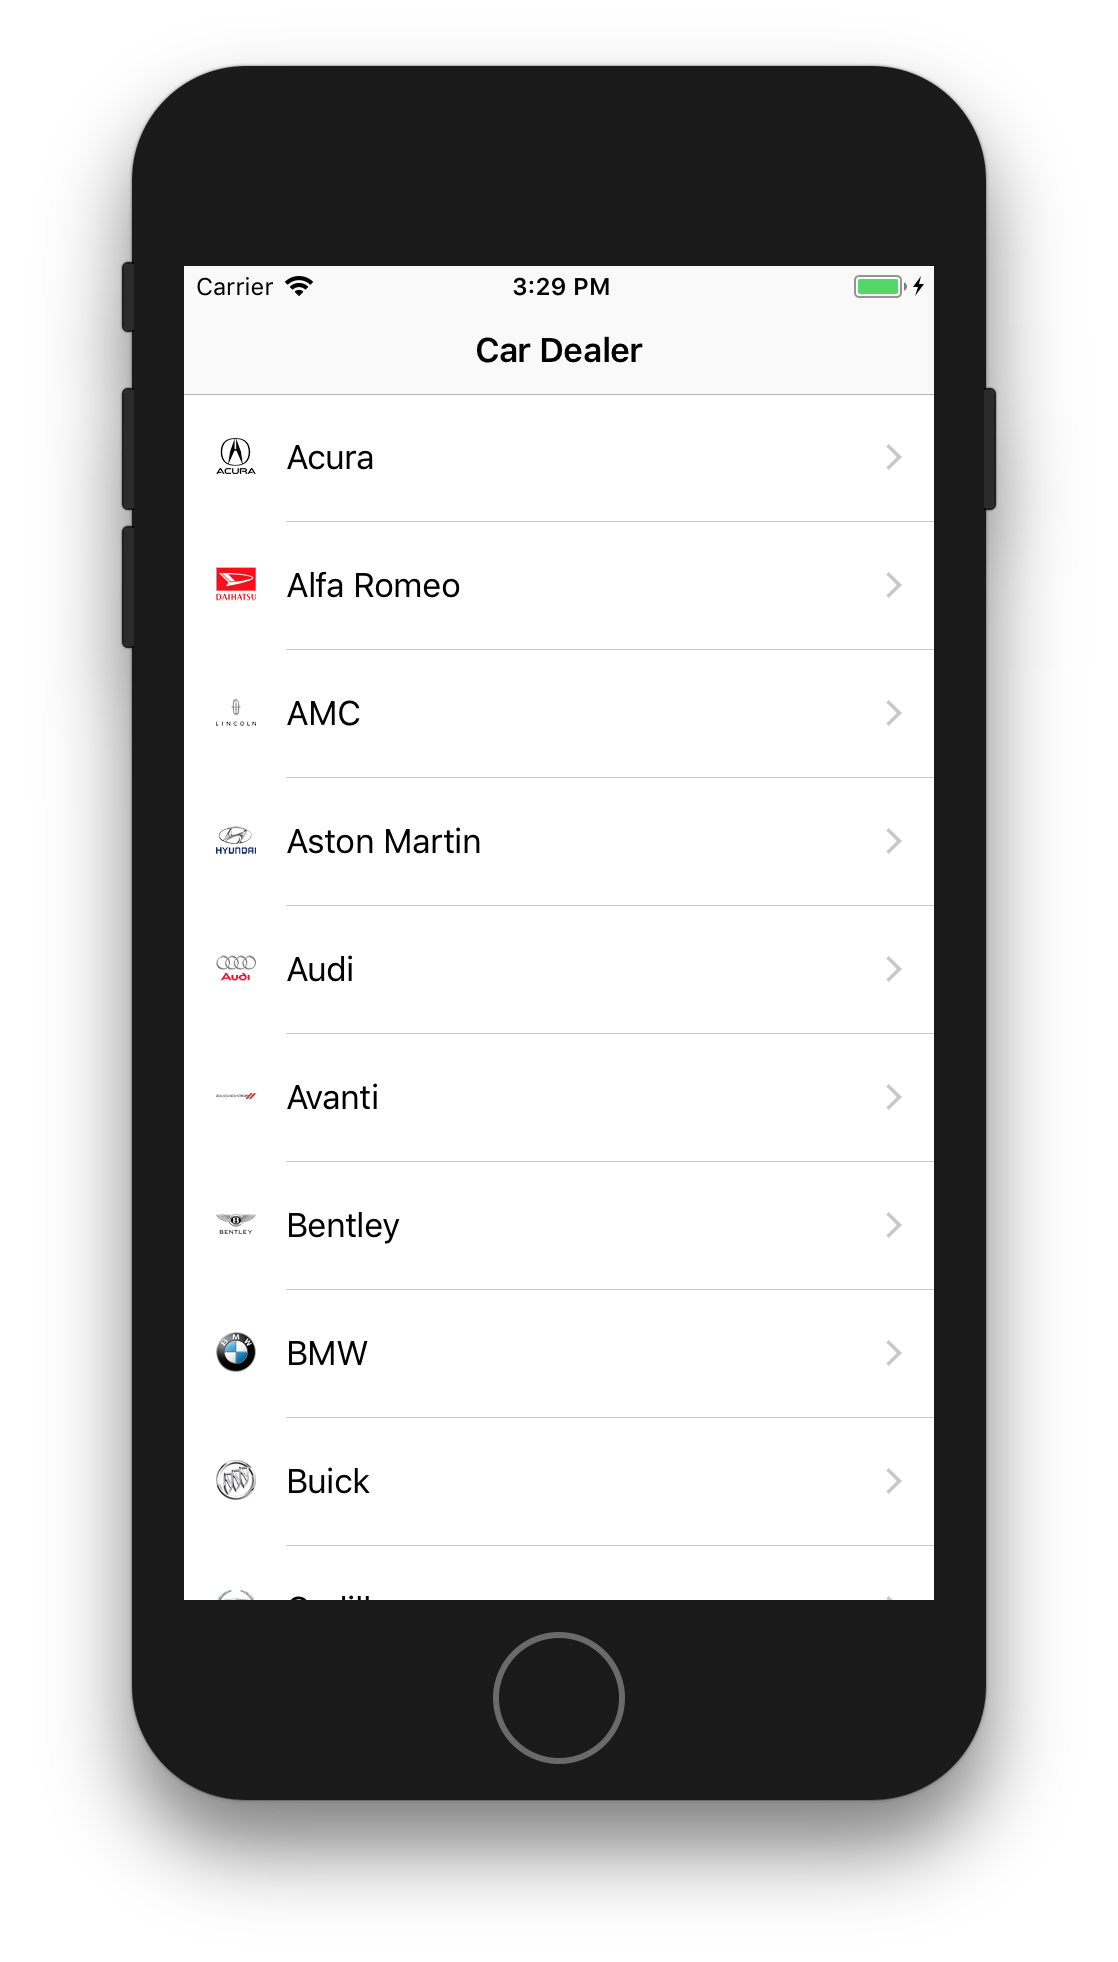 Carrier
3:29 PM
Car Dealer
ACURA
Acura
DAIHATSU
Alfa Romeo
LINCOLN
AMC
HYUNDAI
Aston Martin
Audi
Audi
Avanti
BENTLEY
Bentley
BMW
BMW
Buick